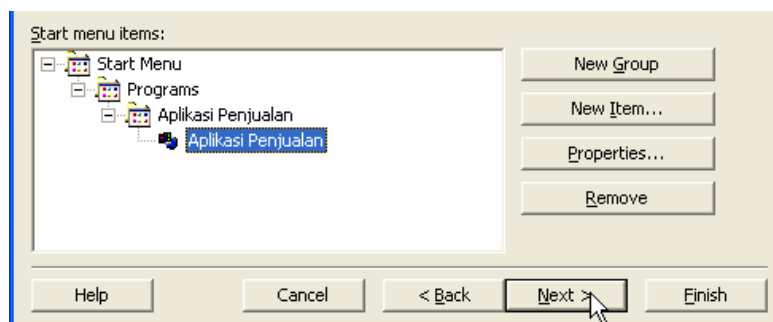 Start menu items:
Start Menu
Programs
Aplikasi Penjualan
Aplikasi Penjualan
New Group
New Item...
Properties...
Remove
Help
Cancel
< Back
Next >
Finish